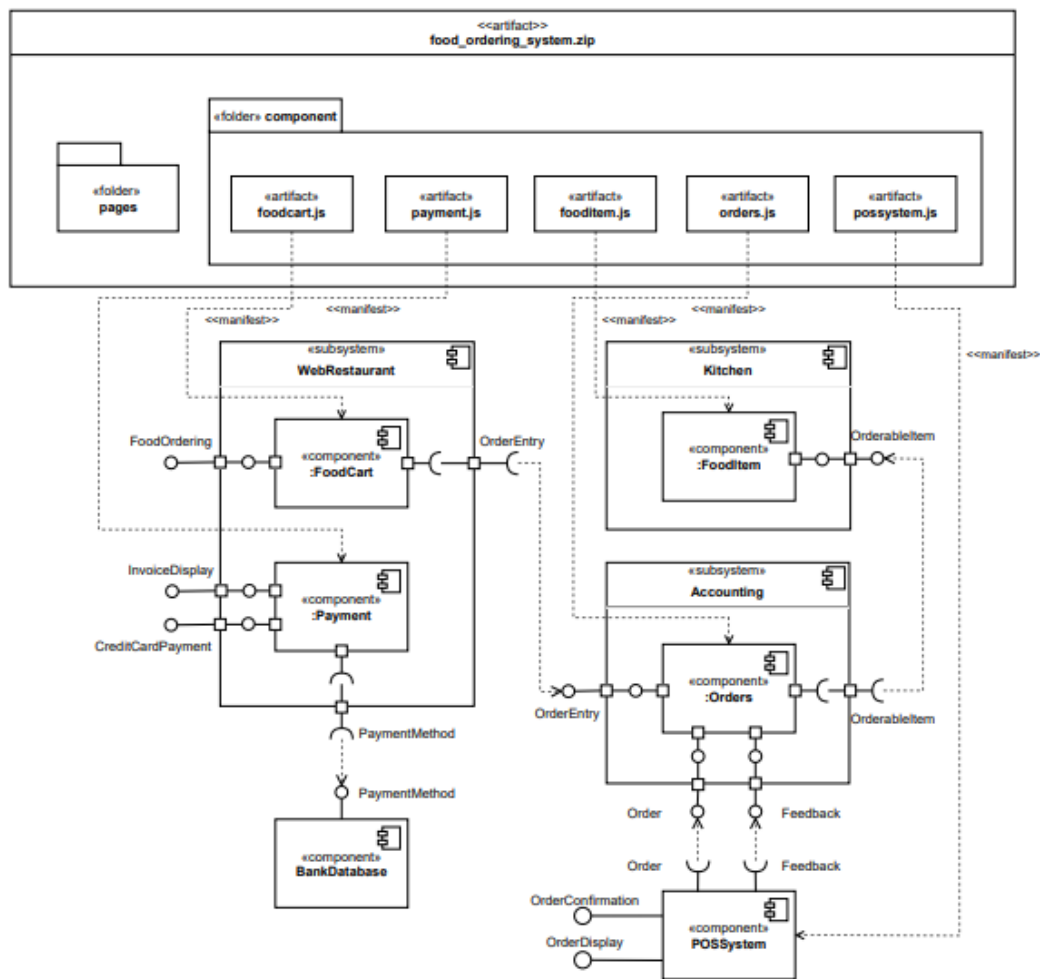 <<artifact>>
food_ordering_system.zip
«folder» component
«folder»
pages
«artifact»
foodcart.js
«artifact»
payment.js
«artifact»
fooditem.js
«artifact»
orders.js
«artifact»
possystem.js
<<manifest>>
<<manifest>>
<<manifest>>
<<manifest>>
<<manifest>>
«subsystem»
WebRestaurant
«subsystem»
Kitchen
FoodOrdering
«component»
:FoodCart
OrderEntry
«component»
:FoodItem
OrderableItem
InvoiceDisplay
«component»
:Payment
CreditCardPayment
«subsystem»
Accounting
«component»
:Orders
OrderEntry
OrderableItem
PaymentMethod
PaymentMethod
«component»
BankDatabase
Order
Feedback
Order
Feedback
OrderConfirmation
OrderDisplay
«component»
POSSystem